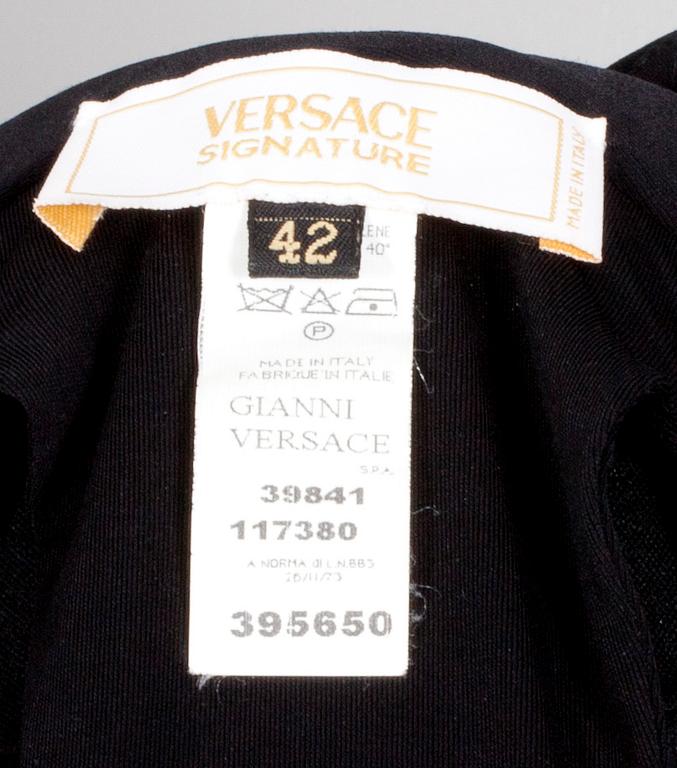 VERSACE
SIGNATURE
MADE IN ITALY
42
40°
P
MADE IN ITALY
FABRIQUE IN ITALIE
GIANNI
VERSACE
S.P.A.
39841
117380
A NORMA di L.N.883
26/11/73
395650